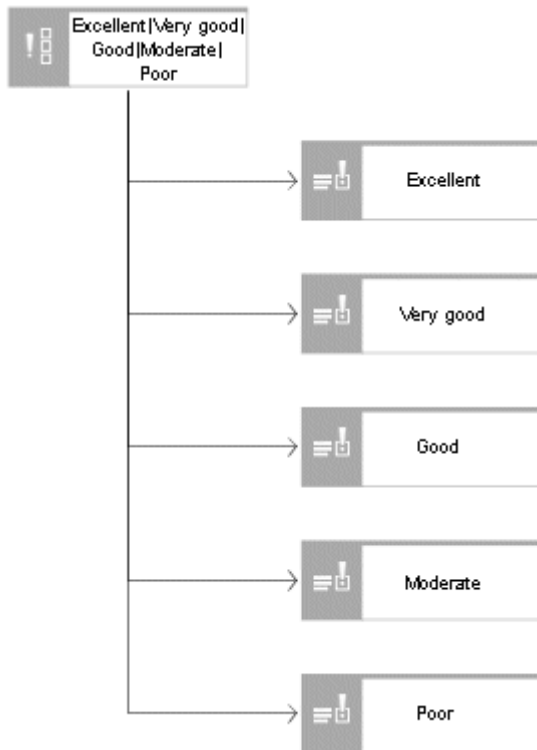 Excellent|Very good|
Good|Moderate|
Poor
Excellent
Very good
Good
Moderate
Poor